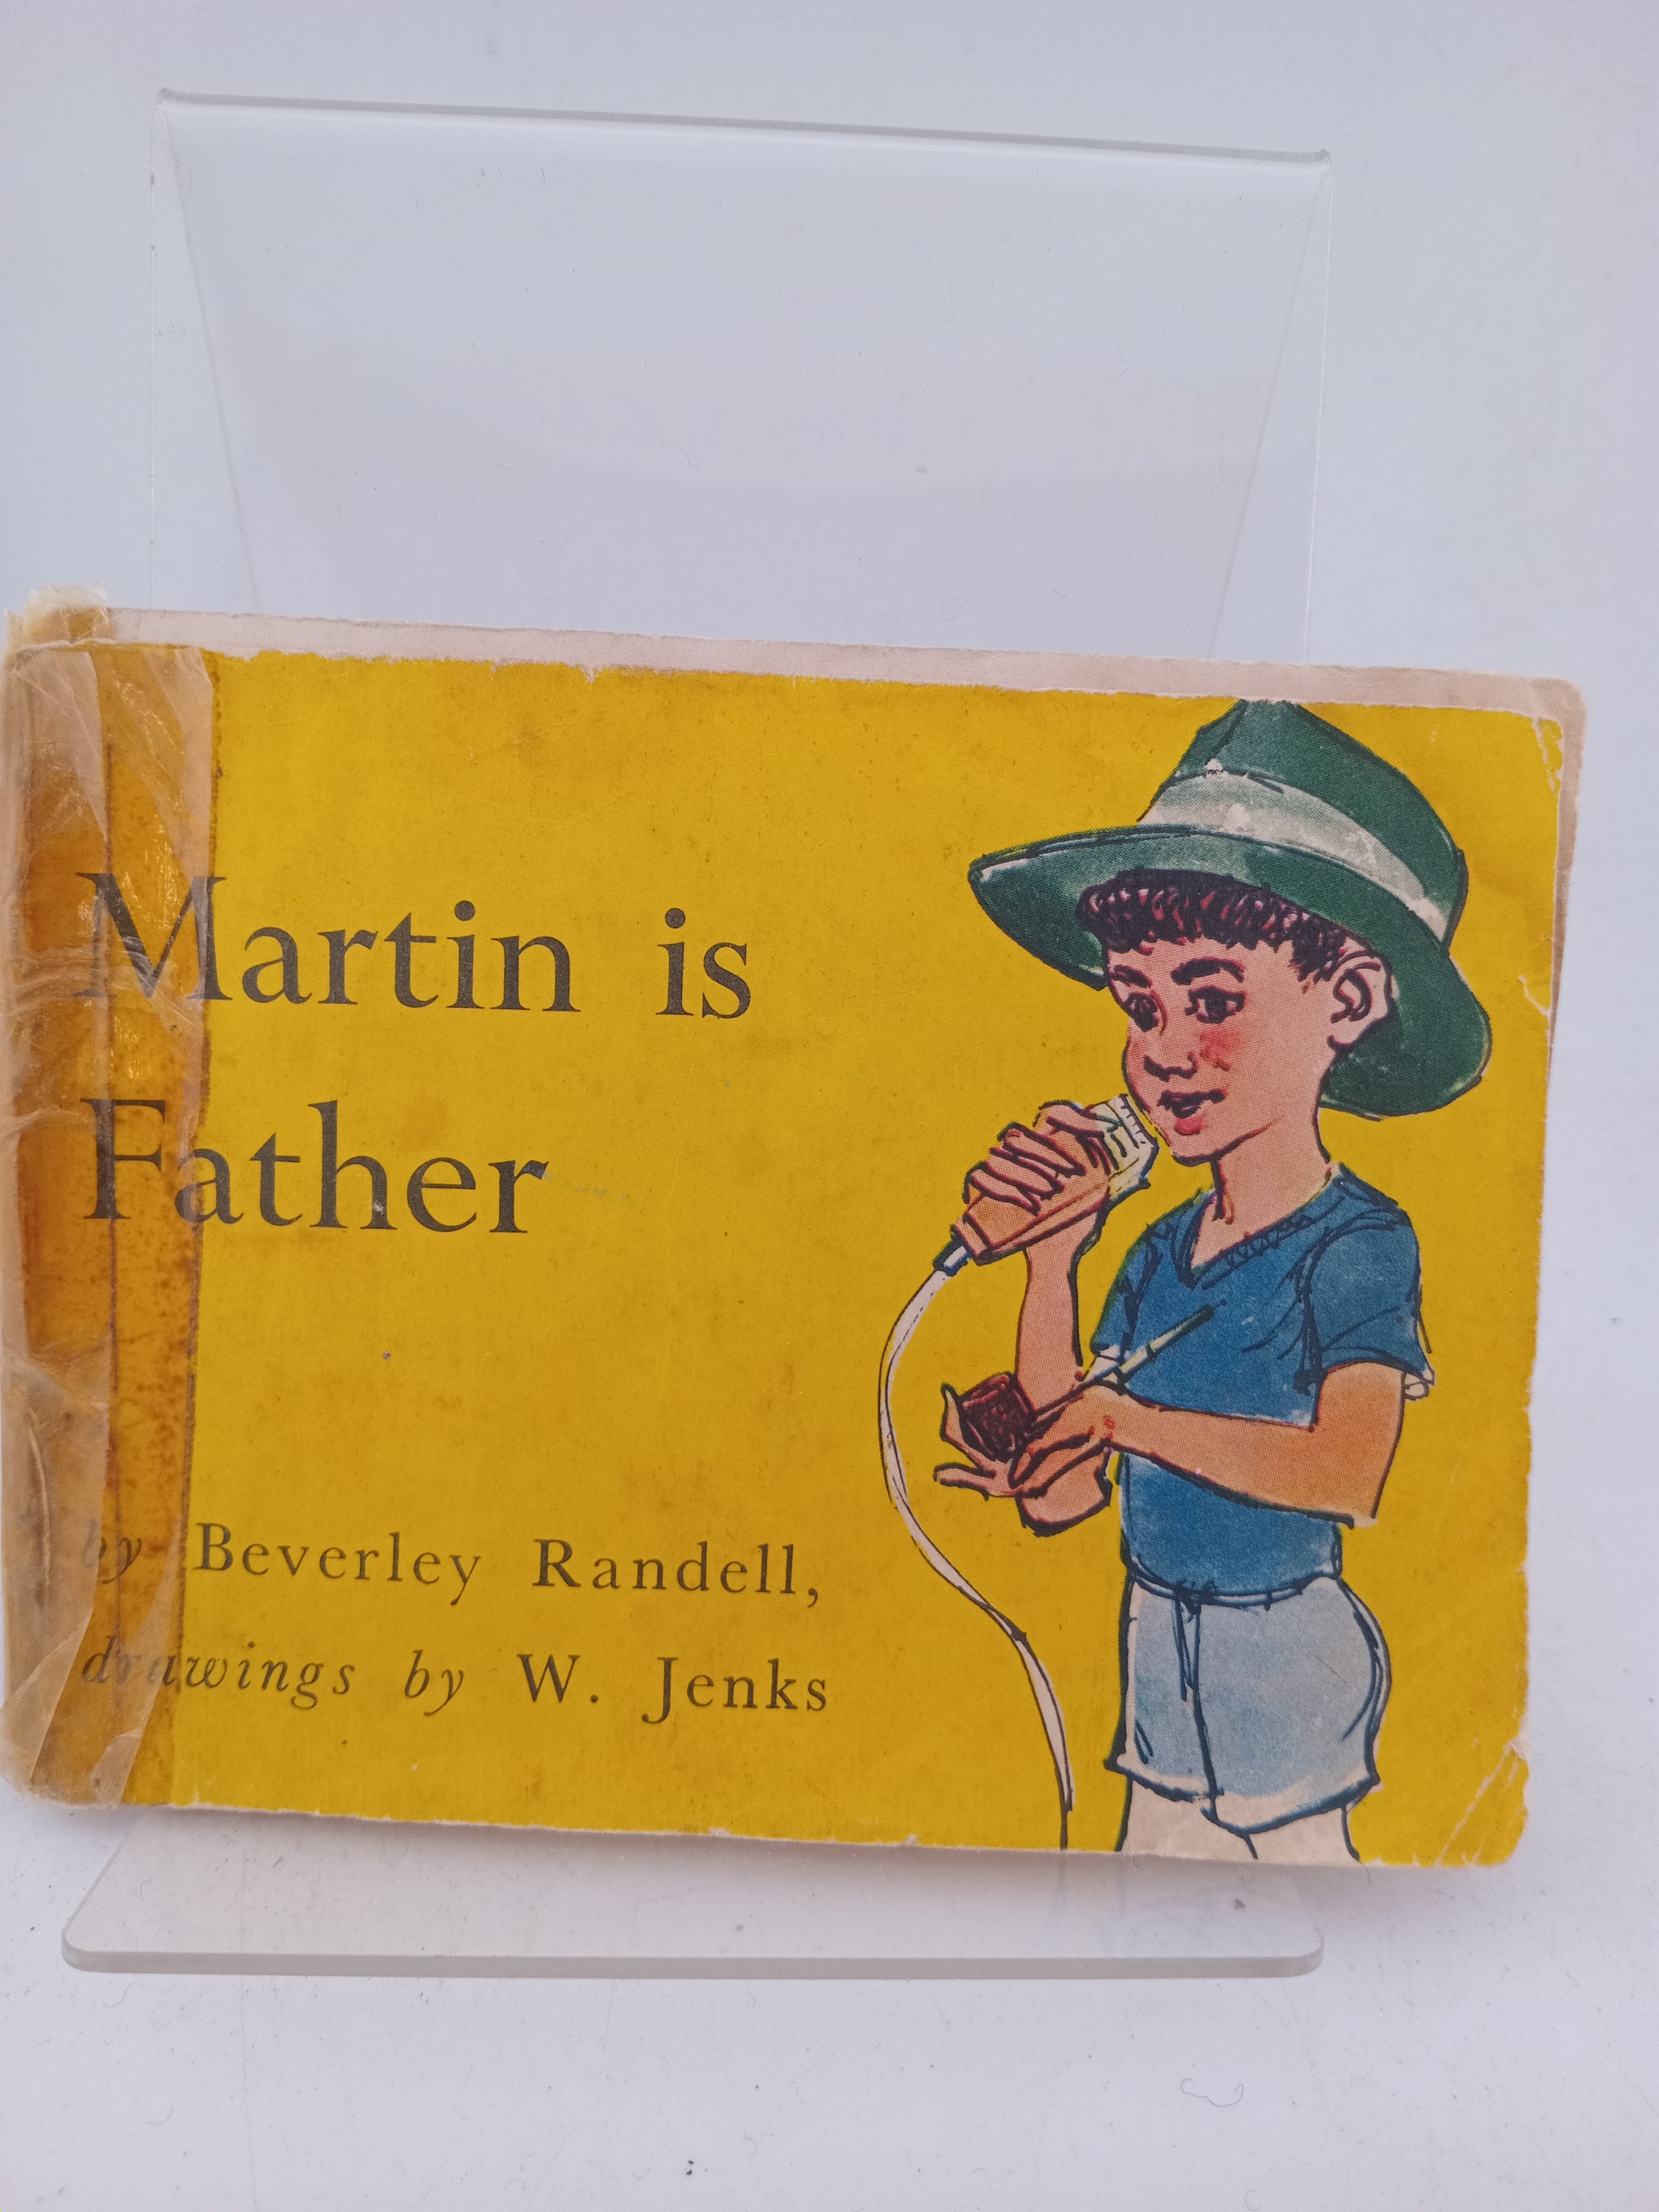 Martin is
Father
by Beverley Randell,
drawings by W. Jenks